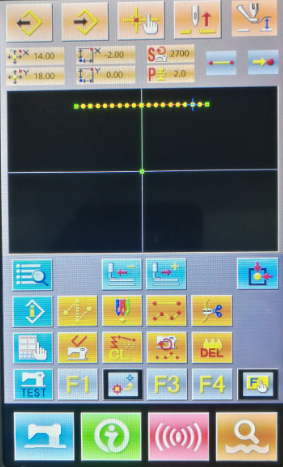 X 14.00 X -2.00 S 2700
Y 18.00 Y 0.00 P 2.0
CL DEL
TEST F1 F3 F4